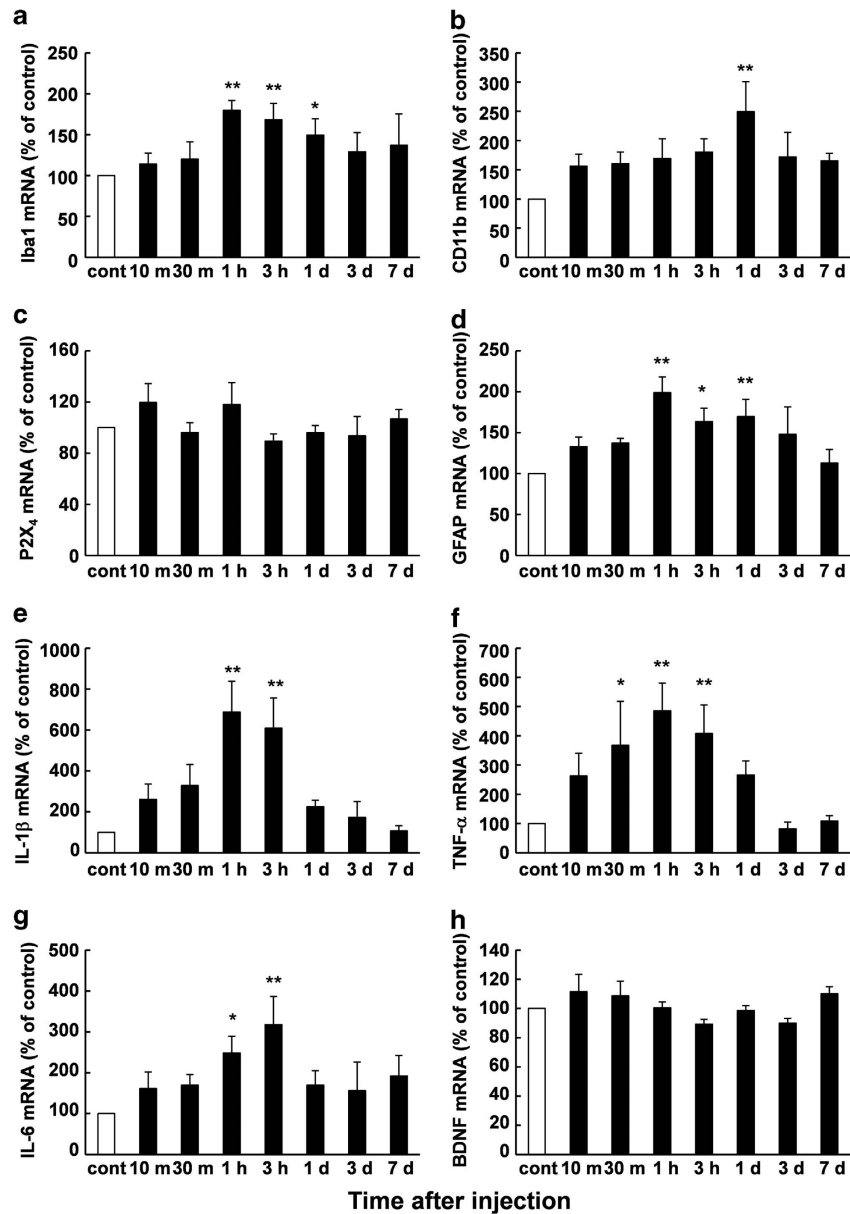 a
Iba1 mRNA (% of control)
250
200
150
100
50
0
** ** *
cont 10 m 30 m 1 h 3 h 1 d 3 d 7 d
b
CD11b mRNA (% of control)
350
300
250
200
150
100
50
0
**
cont 10 m 30 m 1 h 3 h 1 d 3 d 7 d
c
P2X₄ mRNA (% of control)
160
120
80
40
0
cont 10 m 30 m 1 h 3 h 1 d 3 d 7 d
d
GFAP mRNA (% of control)
250
200
150
100
50
0
** * **
cont 10 m 30 m 1 h 3 h 1 d 3 d 7 d
e
IL-1β mRNA (% of control)
1000
800
600
400
200
0
** **
cont 10 m 30 m 1 h 3 h 1 d 3 d 7 d
f
TNF-α mRNA (% of control)
700
600
500
400
300
200
100
0
* ** **
cont 10 m 30 m 1 h 3 h 1 d 3 d 7 d
g
IL-6 mRNA (% of control)
500
400
300
200
100
0
* **
cont 10 m 30 m 1 h 3 h 1 d 3 d 7 d
h
BDNF mRNA (% of control)
140
120
100
80
60
40
20
0
cont 10 m 30 m 1 h 3 h 1 d 3 d 7 d
Time after injection